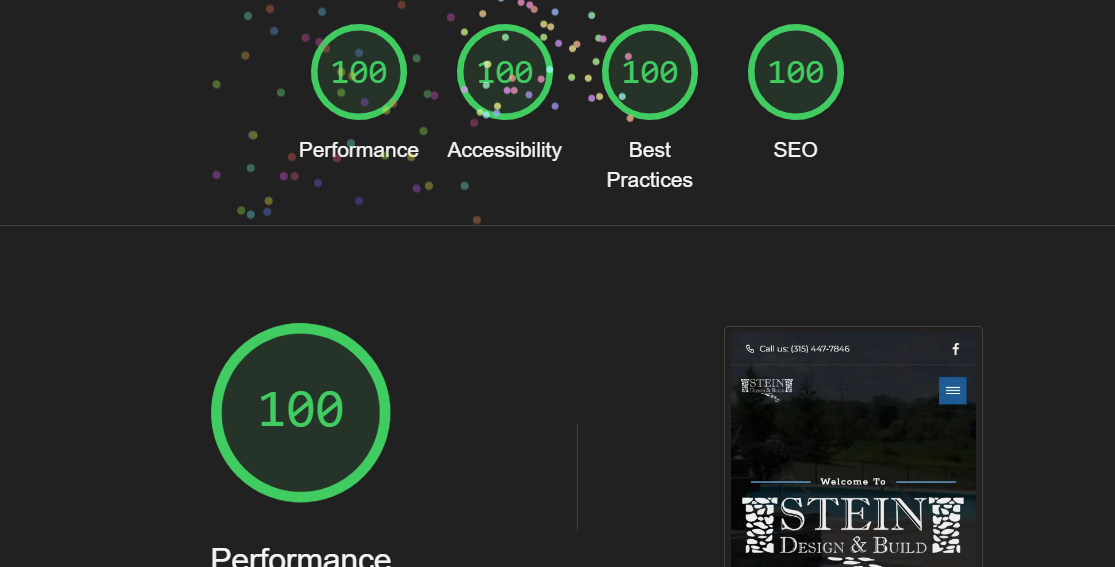 100 100 100 100
Performance Accessibility Best Practices SEO
100
Performance
Call us: (315) 447-7846
STEIN
DESIGN & BUILD
Welcome To
STEIN
DESIGN & BUILD